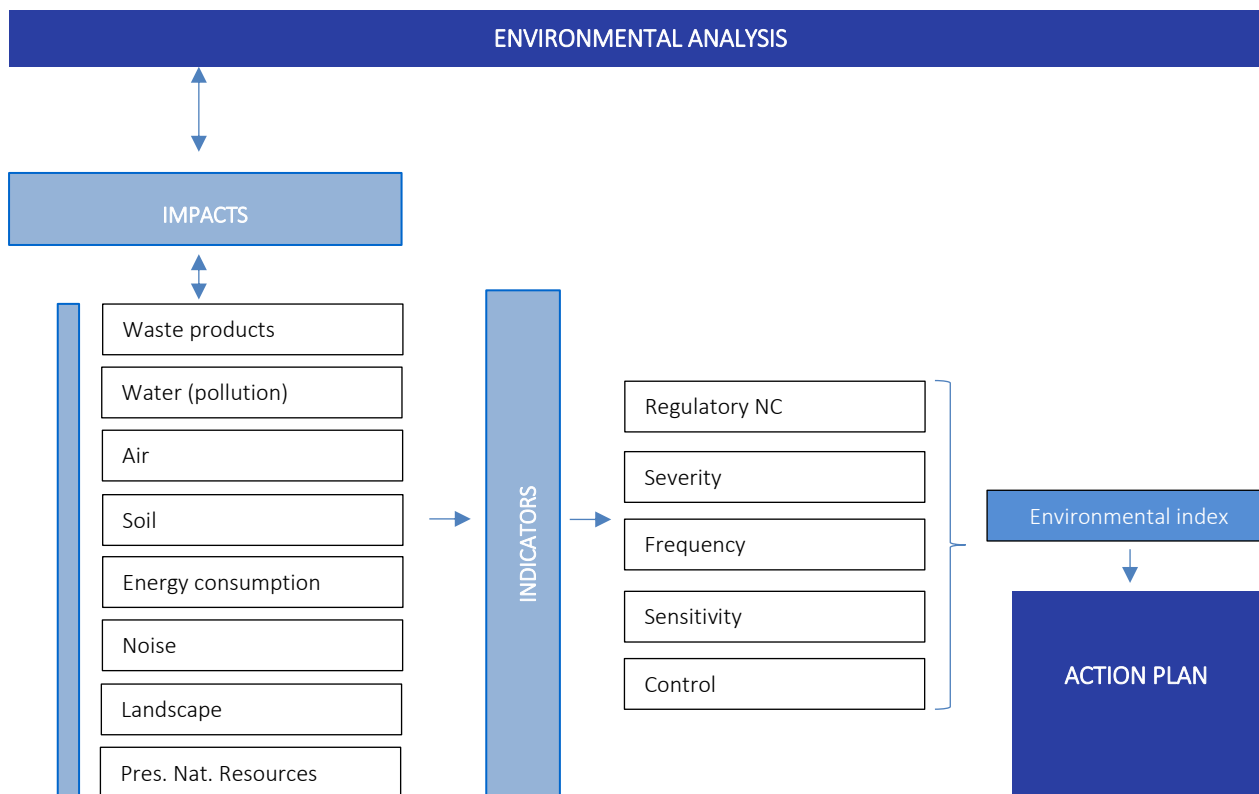 ENVIRONMENTAL ANALYSIS
IMPACTS
Waste products
Water (pollution)
Air
Soil
Energy consumption
Noise
Landscape
Pres. Nat. Resources
INDICATORS
Regulatory NC
Severity
Frequency
Sensitivity
Control
Environmental index
ACTION PLAN